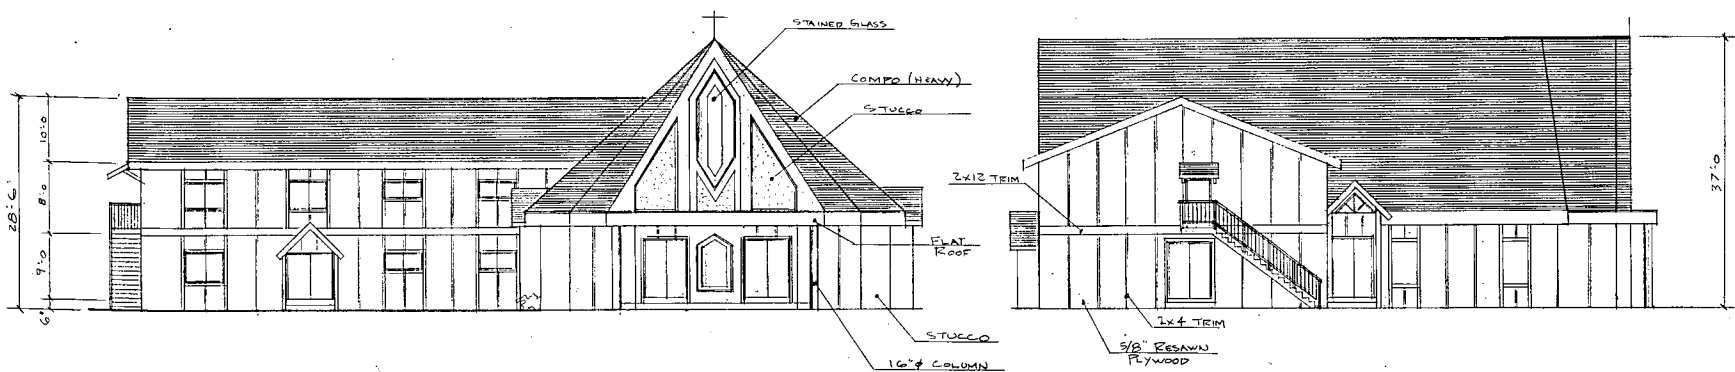 STAINED GLASS
COMPO (HEAVY)
STUCCO
FLAT
ROOF
STUCCO
16"ϕ COLUMN
28'-6"
10'-0
8'-0
9'-0
6"
2x12 TRIM
2x4 TRIM
5/8" RESAWN
PLYWOOD
37'-0